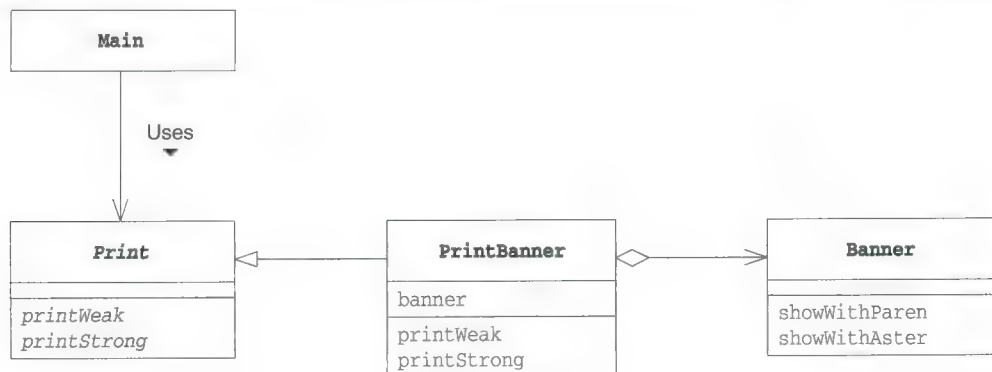 Main
Uses
Print
printWeak
printStrong
PrintBanner
banner
printWeak
printStrong
Banner
showWithParen
showWithAster